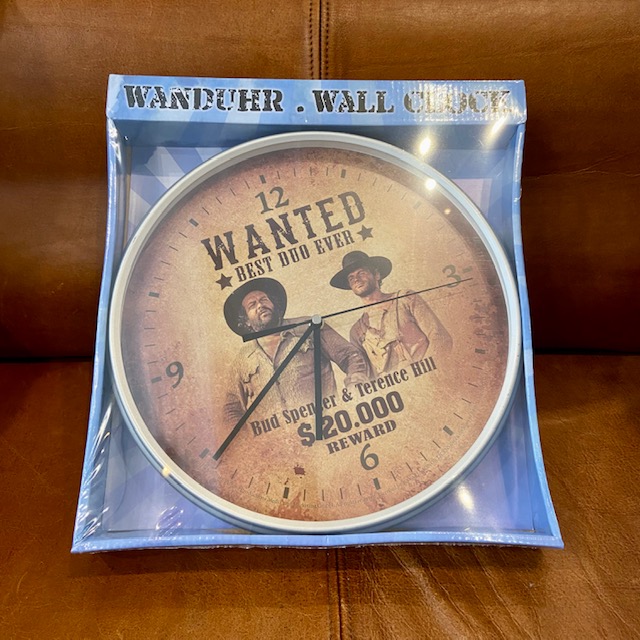 WANDUHR . WALL CLOCK
12
WANTED
BEST DUO EVER
3
9
Bud Spencer & Terence Hill
$ 20.000
REWARD
6